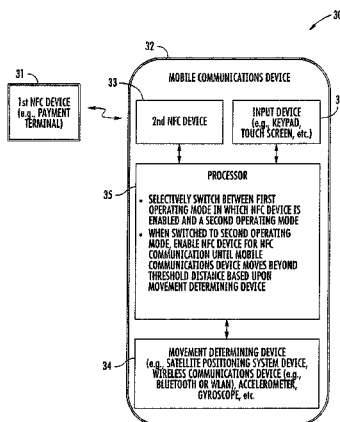 30
32
31
33
3
MOBILE COMMUNICATIONS DEVICE
1st NFC DEVICE
(e.g., PAYMENT
TERMINAL)
2nd NFC DEVICE
INPUT DEVICE
(e.g., KEYPAD,
TOUCH SCREEN, etc.)
35
PROCESSOR
• SELECTIVELY SWITCH BETWEEN FIRST
OPERATING MODE IN WHICH NFC DEVICE IS
ENABLED AND A SECOND OPERATING MODE
• WHEN SWITCHED TO SECOND OPERATING
MODE, ENABLE NFC DEVICE FOR NFC
COMMUNICATION UNTIL MOBILE
COMMUNICATIONS DEVICE MOVES BEYOND
THRESHOLD DISTANCE BASED UPON
MOVEMENT DETERMINING DEVICE
34
MOVEMENT DETERMINING DEVICE
(e.g., SATELLITE POSITIONING SYSTEM DEVICE,
WIRELESS COMMUNICATIONS DEVICE (e.g.,
BLUETOOTH OR WLAN), ACCELEROMETER,
GYROSCOPE, etc.